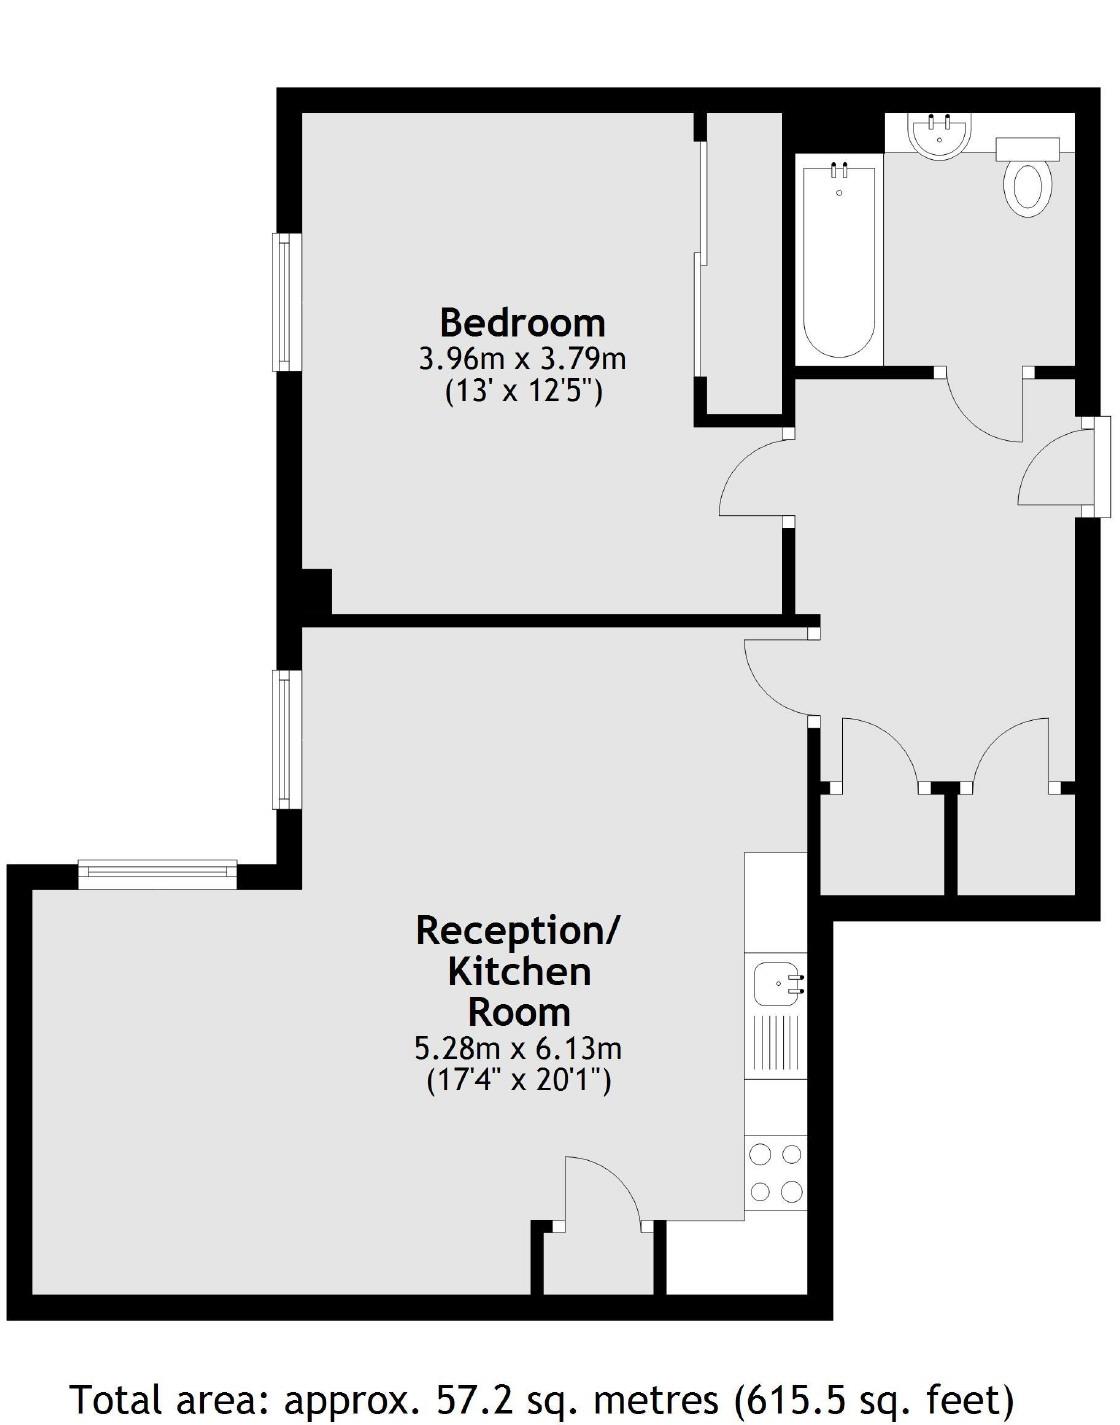 Bedroom
3.96m x 3.79m
(13' x 12'5")
Reception/
Kitchen
Room
5.28m x 6.13m
(17'4" x 20'1")
Total area: approx. 57.2 sq. metres (615.5 sq. feet)